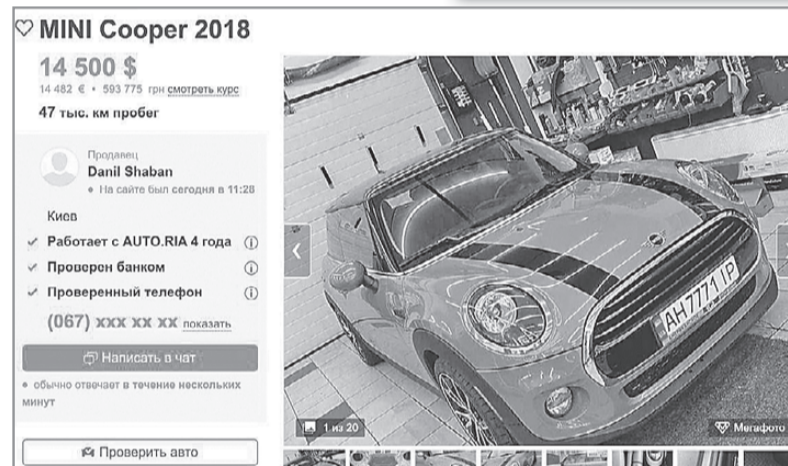 MINI Cooper 2018
14 500 $
14 482 € • 593 775 грн смотреть курс
47 тыс. км пробег
Продавец
Danil Shaban
• На сайте был сегодня в 11:28
Киев
Работает с AUTO.RIA 4 года
Проверен банком
Проверенный телефон
(067) xxx xx xx показать
Написать в чат
• обычно отвечает в течение нескольких
минут
Проверить авто
AH7771 IP
1 из 20
Мегафото